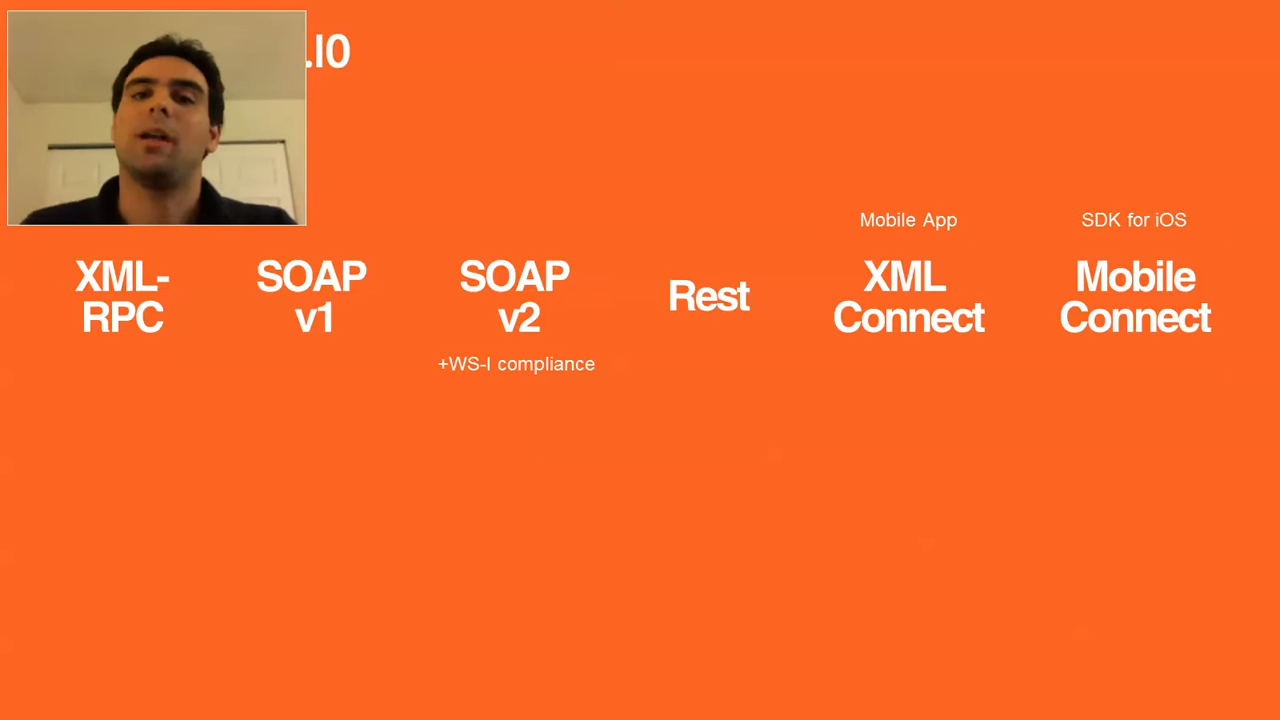 .IO
Mobile App
SDK for iOS
XML-
RPC
SOAP
v1
SOAP
v2
+WS-I compliance
Rest
XML
Connect
Mobile
Connect